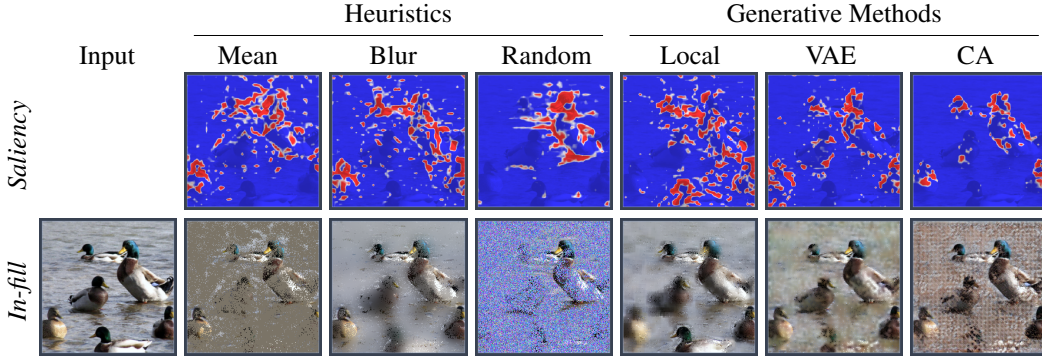 Heuristics Generative Methods
Input Mean Blur Random Local VAE CA
Saliency
In-fill